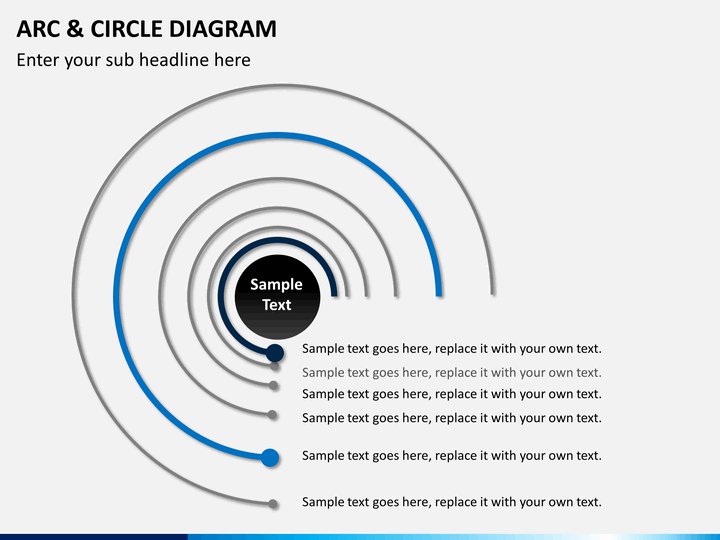 ARC & CIRCLE DIAGRAM
Enter your sub headline here
Sample
Text
Sample text goes here, replace it with your own text.
Sample text goes here, replace it with your own text.
Sample text goes here, replace it with your own text.
Sample text goes here, replace it with your own text.
Sample text goes here, replace it with your own text.
Sample text goes here, replace it with your own text.